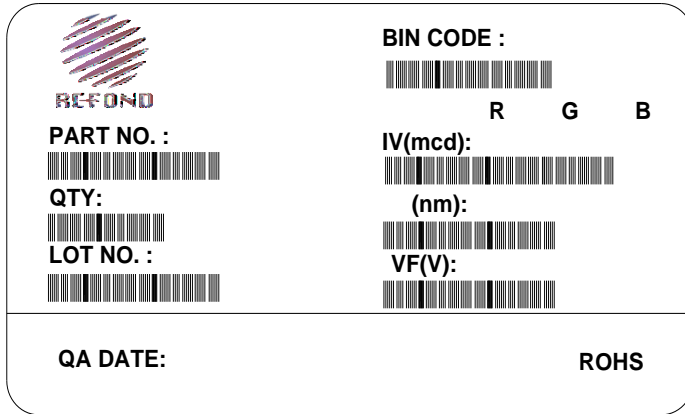 REFOND
BIN CODE :
R G B
PART NO. :
IV(mcd):
QTY:
(nm):
LOT NO. :
VF(V):
QA DATE:
ROHS